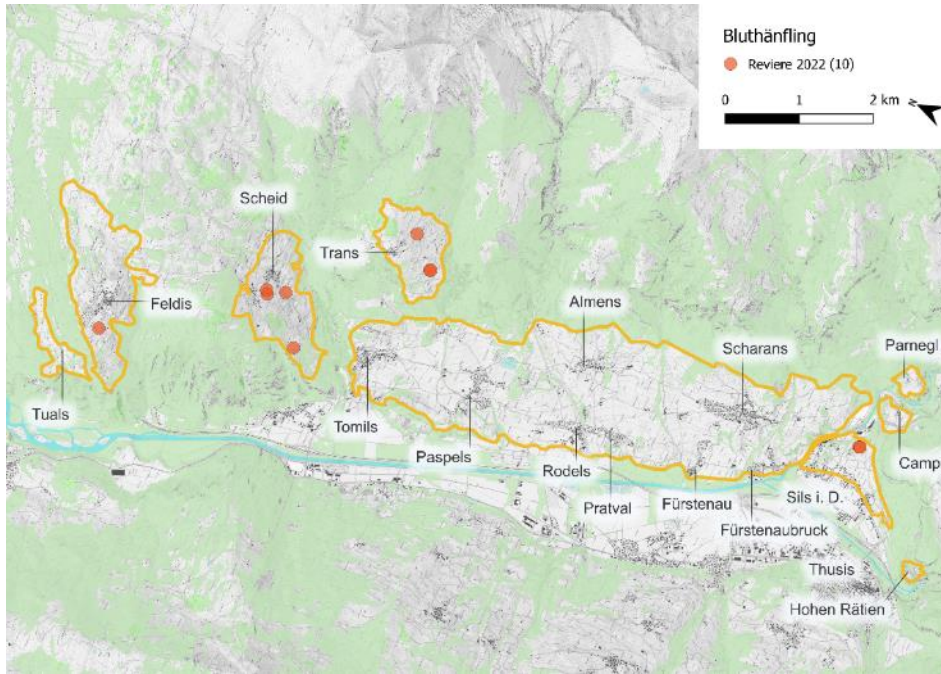 Bluthänfling
Reviere 2022 (10)
0 1 2 km
N
Scheid
Trans
Feldis
Almens
Scharans
Parnegl
Tuals
Tomils
Paspels
Rodels
Pratval
Fürstenau
Sils i. D.
Camp
Fürstenaubruck
Thusis
Hohen Rätien